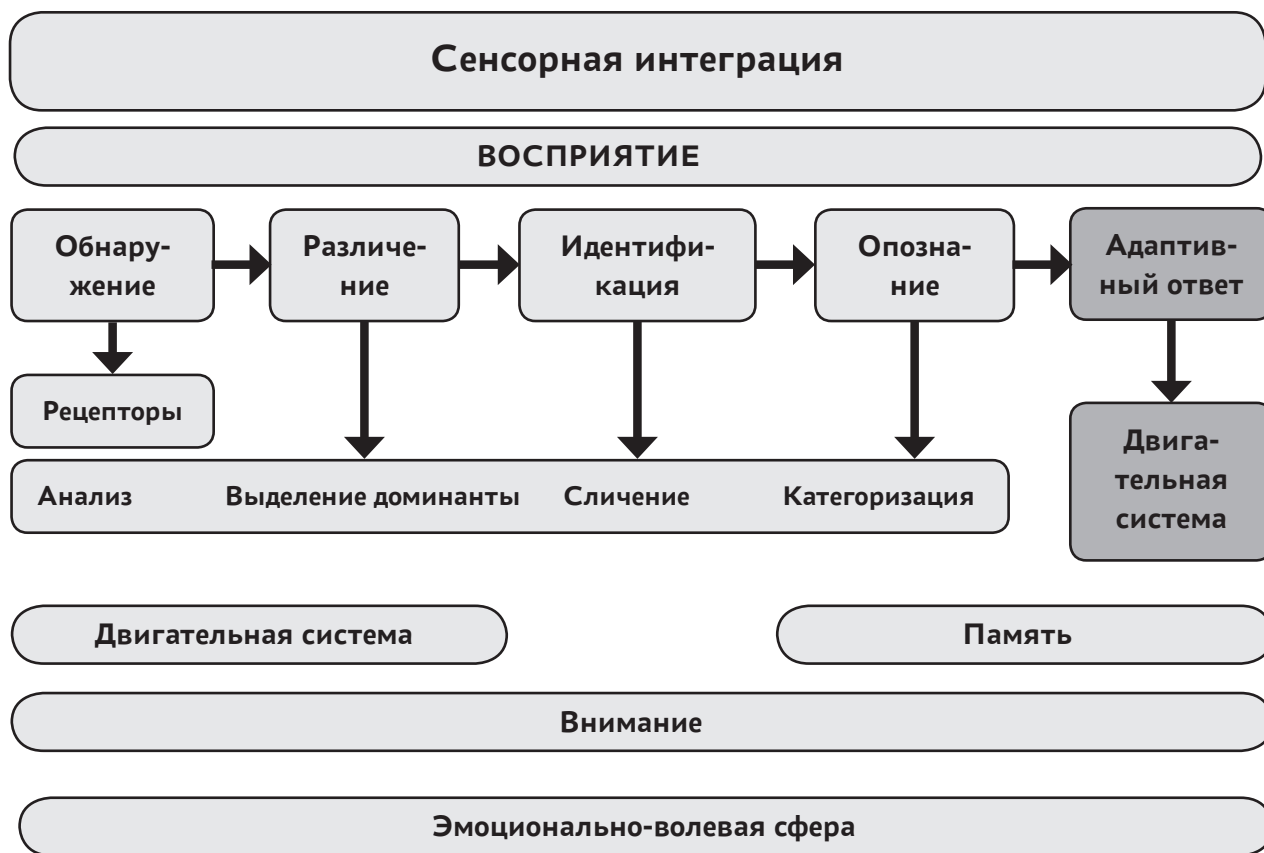 Сенсорная интеграция
ВОСПРИЯТИЕ
Обнару-
жение
Различе-
ние
Идентифи-
кация
Опозна-
ние
Адаптив-
ный ответ
Рецепторы
Анализ
Выделение доминанты
Сличение
Категоризация
Двига-
тельная
система
Двигательная система
Память
Внимание
Эмоционально-волевая сфера